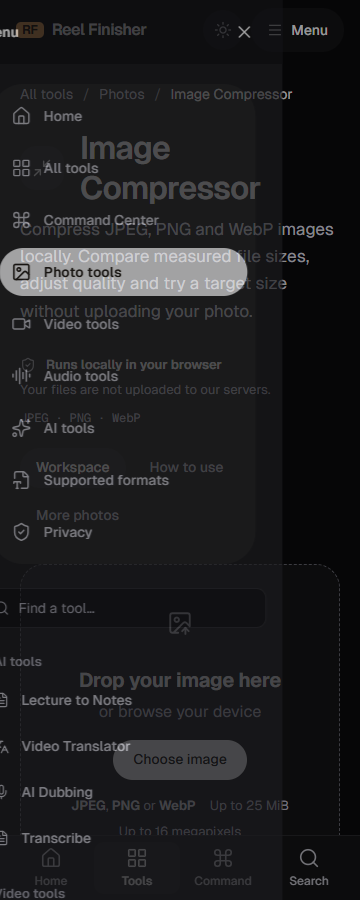 enu
RF Reel Finisher
Menu
All tools / Photos / Image Compressor
Home
Image
Compressor
All tools
Command Center
Compress JPEG, PNG and WebP images
locally. Compare measured file sizes,
Photo tools
adjust quality and try a target size
without uploading your photo.
Video tools
Runs locally in your browser
Audio tools
Your files are not uploaded to our servers.
JPEG · PNG · WebP
AI tools
Workspace How to use
Supported formats
More photos
Privacy
Find a tool...
AI tools
Drop your image here
Lecture to Notes
or browse your device
Video Translator
Choose image
AI Dubbing
JPEG, PNG or WebP Up to 25 MiB
Up to 16 megapixels
Transcribe
Home Tools Command Search
Video tools